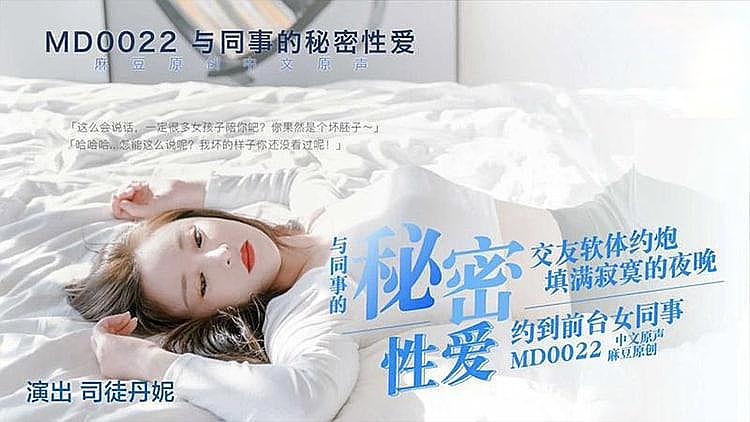 MD0022 与同事的秘密性爱
麻豆原创中文原声
「这么会说话，一定很多女孩子陪你吧？你果然是个坏胚子～」
「哈哈哈...怎能这么说呢？我坏的样子你还没看过呢！」
与同事的
秘密
性爱
交友软体约炮
填满寂寞的夜晚
约到前台女同事
MD0022 中文原声
麻豆原创
演出 司徒丹妮